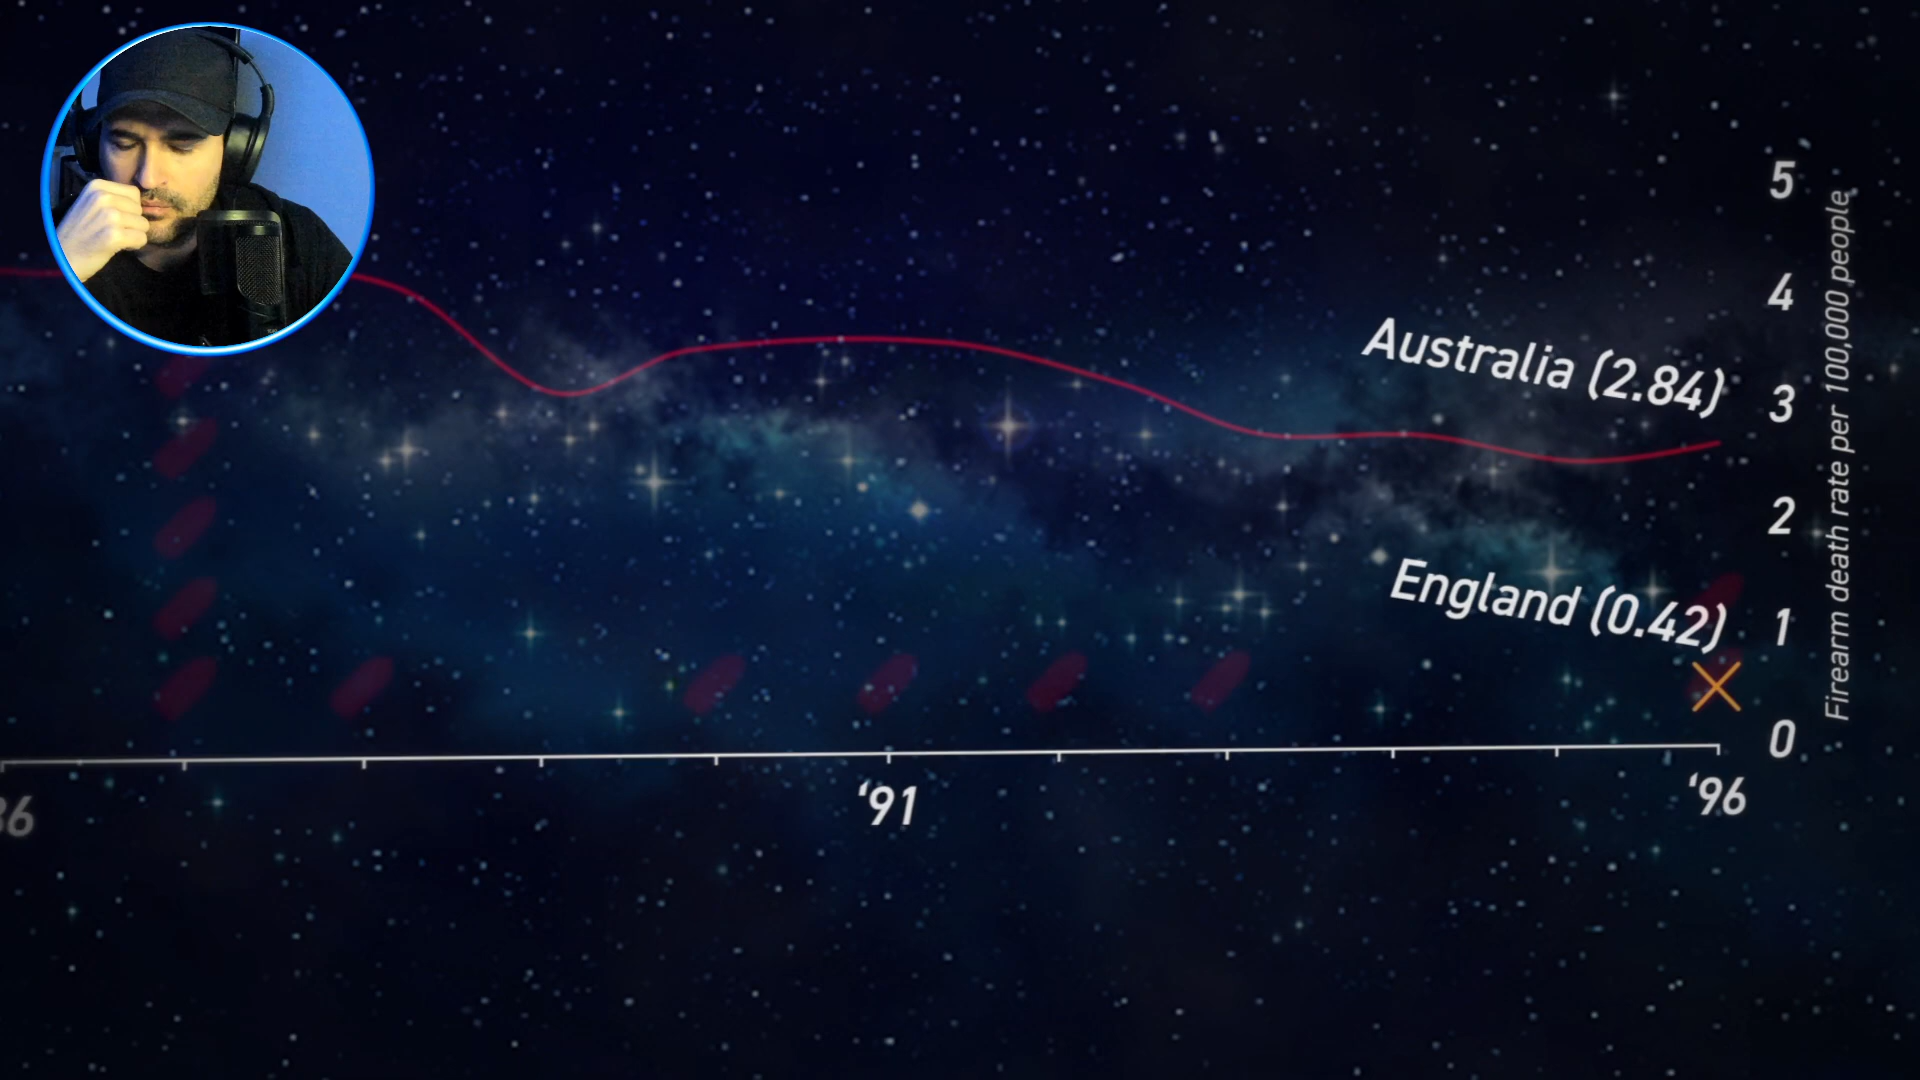 5
4
Australia (2.84)
3
2
England (0.42)
1
0
Firearm death rate per 100,000 people
‘91
‘96